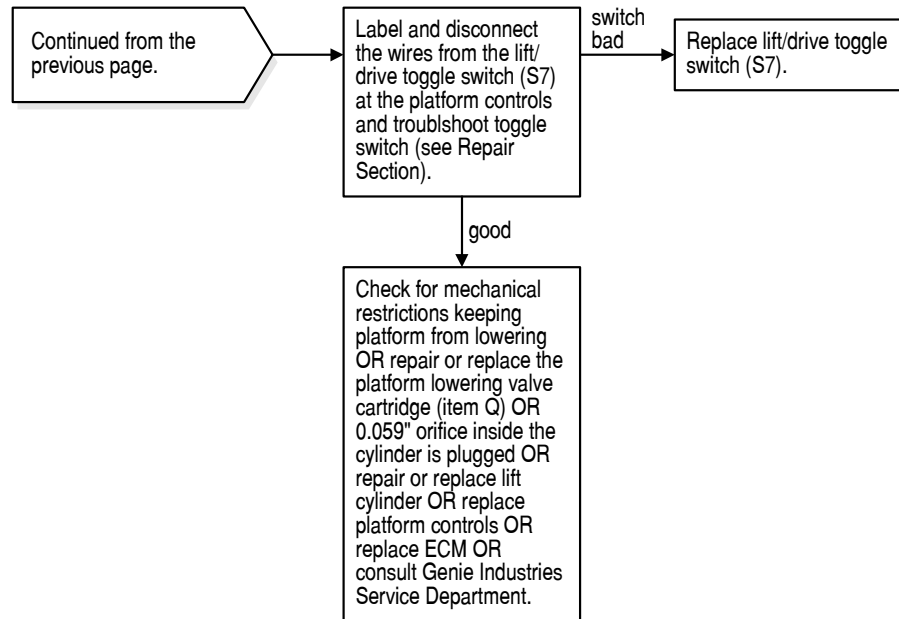 Continued from the
previous page.
Label and disconnect
the wires from the lift/
drive toggle switch (S7)
at the platform controls
and troublshoot toggle
switch (see Repair
Section).
switch
bad
Replace lift/drive toggle
switch (S7).
good
Check for mechanical
restrictions keeping
platform from lowering
OR repair or replace the
platform lowering valve
cartridge (item Q) OR
0.059" orifice inside the
cylinder is plugged OR
repair or replace lift
cylinder OR replace
platform controls OR
replace ECM OR
consult Genie Industries
Service Department.